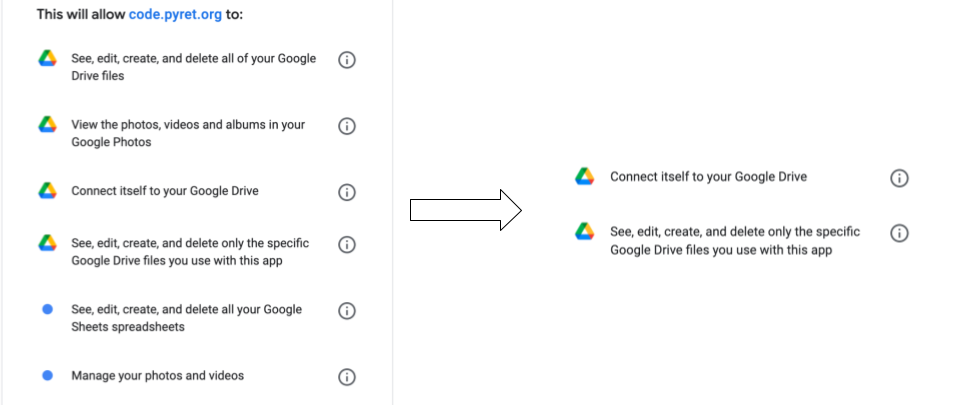 This will allow code.pyret.org to:
See, edit, create, and delete all of your Google
Drive files
View the photos, videos and albums in your
Google Photos
Connect itself to your Google Drive
See, edit, create, and delete only the specific
Google Drive files you use with this app
See, edit, create, and delete all your Google
Sheets spreadsheets
Manage your photos and videos
Connect itself to your Google Drive
See, edit, create, and delete only the specific
Google Drive files you use with this app